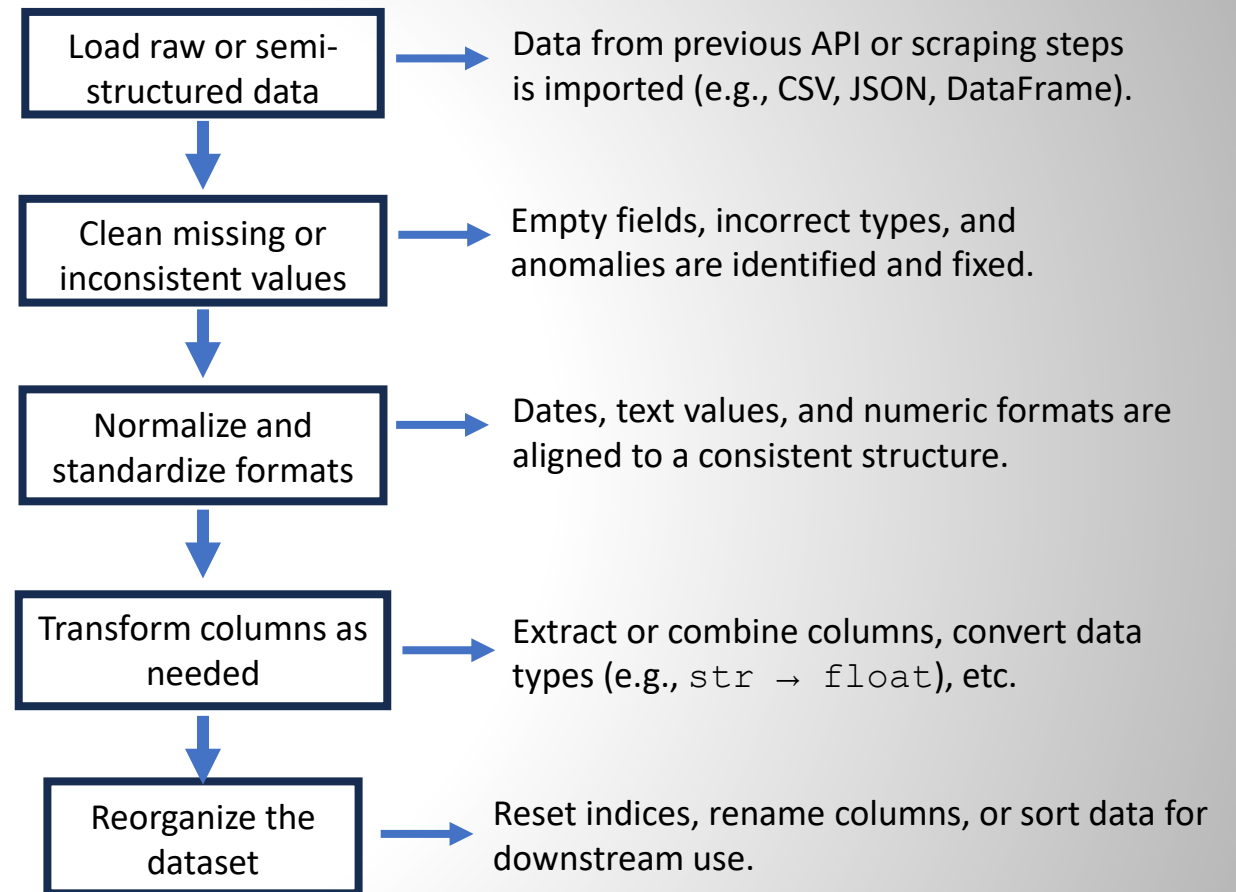 Load raw or semi-
structured data
Data from previous API or scraping steps
is imported (e.g., CSV, JSON, DataFrame).
Clean missing or
inconsistent values
Empty fields, incorrect types, and
anomalies are identified and fixed.
Normalize and
standardize formats
Dates, text values, and numeric formats are
aligned to a consistent structure.
Transform columns as
needed
Extract or combine columns, convert data
types (e.g., str → float), etc.
Reorganize the
dataset
Reset indices, rename columns, or sort data for
downstream use.